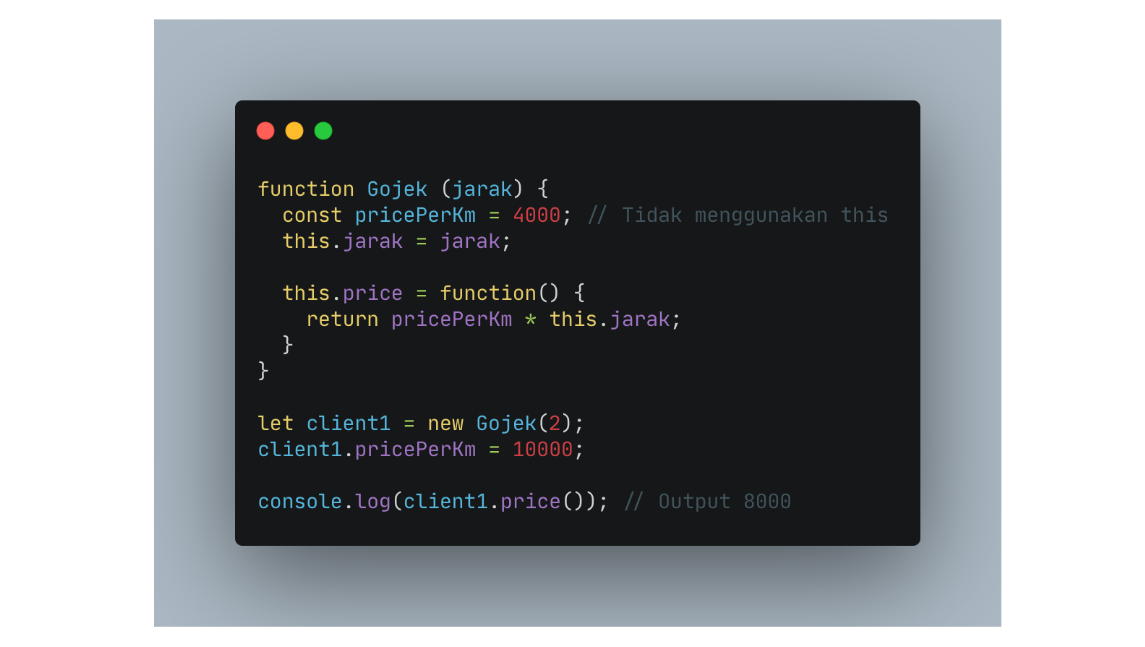 function Gojek (jarak) {
  const pricePerKm = 4000; // Tidak menggunakan this
  this.jarak = jarak;

  this.price = function() {
    return pricePerKm * this.jarak;
  }
}

let client1 = new Gojek(2);
client1.pricePerKm = 10000;

console.log(client1.price()); // Output 8000